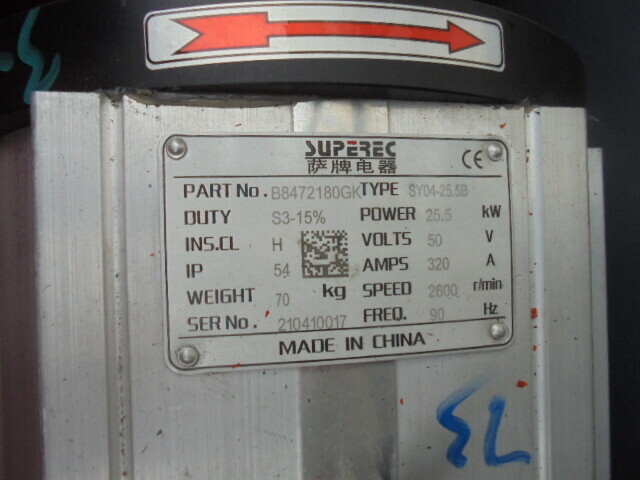 SUPEREC
萨牌电器
CE
PART No. B8472180GK TYPE SY04-25.5B
DUTY S3-15% POWER 25.5 kW
INS.CL H VOLTS 50 V
IP 54 AMPS 320 A
WEIGHT 70 kg SPEED 2600 r/min
SER No. 210410017 FREQ. 90 Hz
MADE IN CHINA